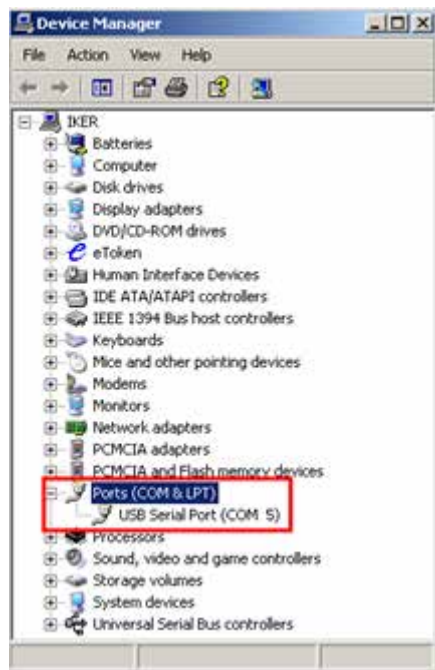 Device Manager
File Action View Help
IKER
Batteries
Computer
Disk drives
Display adapters
DVD/CD-ROM drives
eToken
Human Interface Devices
IDE ATA/ATAPI controllers
IEEE 1394 Bus host controllers
Keyboards
Mice and other pointing devices
Modems
Monitors
Network adapters
PCMCIA adapters
PCMCIA and Flash memory devices
Ports (COM & LPT)
USB Serial Port (COM 5)
Processors
Sound, video and game controllers
Storage volumes
System devices
Universal Serial Bus controllers